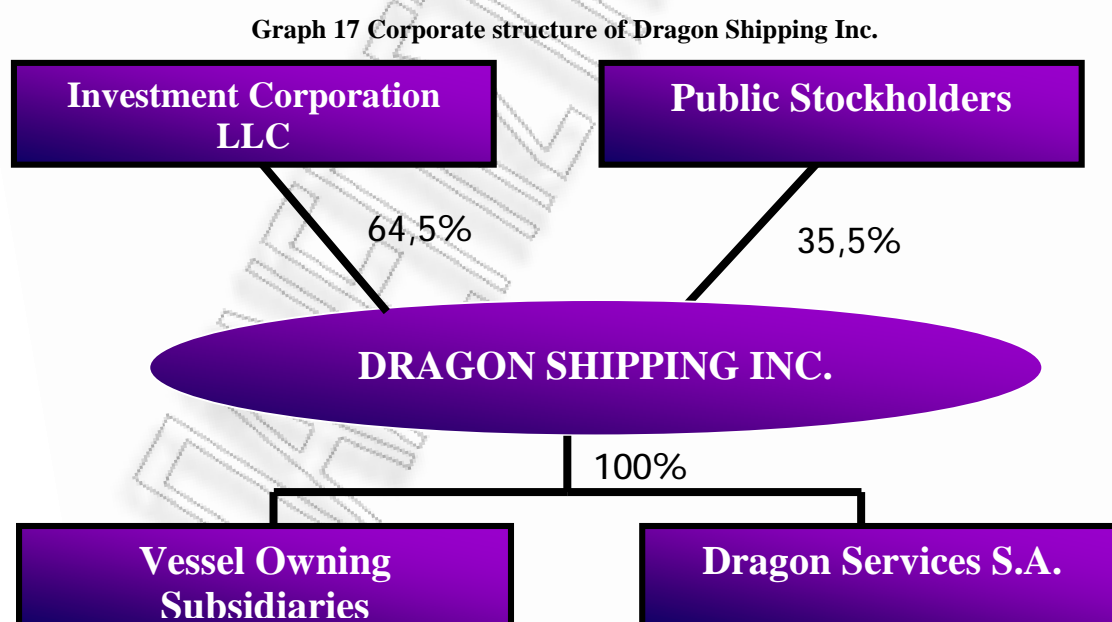 Graph 17 Corporate structure of Dragon Shipping Inc.
Investment Corporation
LLC
Public Stockholders
64,5%
35,5%
DRAGON SHIPPING INC.
100%
Vessel Owning
Subsidiaries
Dragon Services S.A.